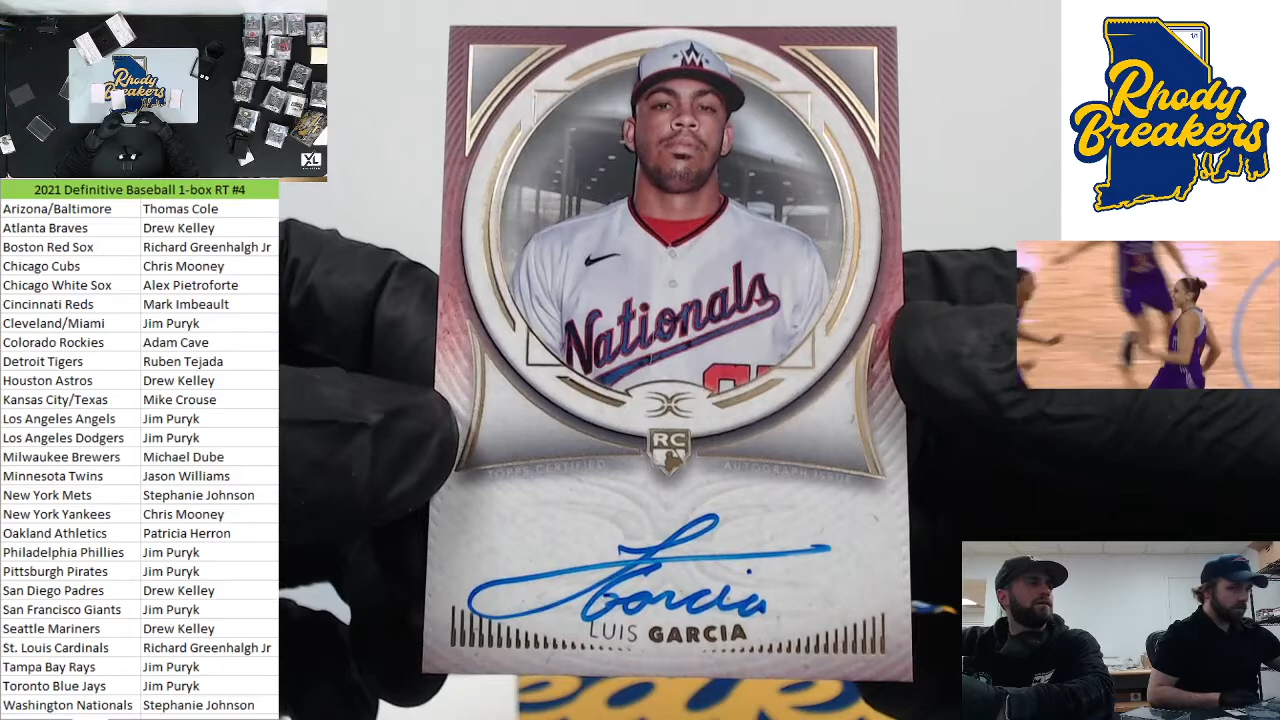 Rhody
Breakers
XL
2021 Definitive Baseball 1-box RT #4
Arizona/Baltimore Thomas Cole
Atlanta Braves Drew Kelley
Boston Red Sox Richard Greenhalgh Jr
Chicago Cubs Chris Mooney
Chicago White Sox Alex Pietroforte
Cincinnati Reds Mark Imbeault
Cleveland/Miami Jim Puryk
Colorado Rockies Adam Cave
Detroit Tigers Ruben Tejada
Houston Astros Drew Kelley
Kansas City/Texas Mike Crouse
Los Angeles Angels Jim Puryk
Los Angeles Dodgers Jim Puryk
Milwaukee Brewers Michael Dube
Minnesota Twins Jason Williams
New York Mets Stephanie Johnson
New York Yankees Chris Mooney
Oakland Athletics Patricia Herron
Philadelphia Phillies Jim Puryk
Pittsburgh Pirates Jim Puryk
San Diego Padres Drew Kelley
San Francisco Giants Jim Puryk
Seattle Mariners Drew Kelley
St. Louis Cardinals Richard Greenhalgh Jr
Tampa Bay Rays Jim Puryk
Toronto Blue Jays Jim Puryk
Washington Nationals Stephanie Johnson
W
Nationals
RC
TOPPS CERTIFIED AUTOGRAPH ISSUE
L Garcia
LUIS GARCIA
1/1
Rhody
Breakers